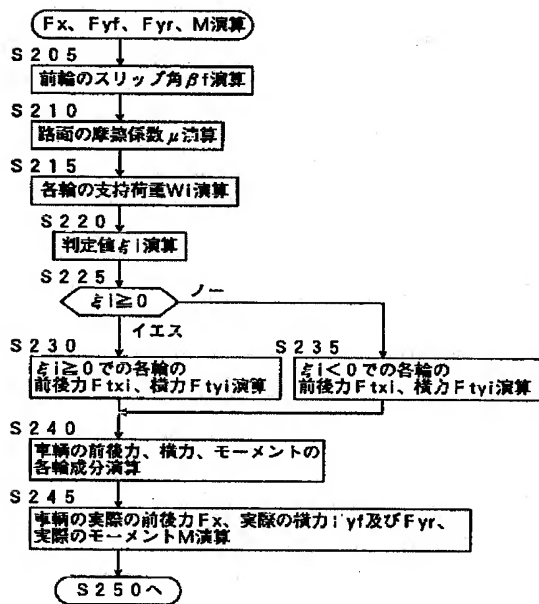 Fx、Fyf、Fyr、M演算
S205
前輪のスリップ角βf演算
S210
路面の摩擦係数μ演算
S215
各輪の支持荷重Wi演算
S220
判定値ξi演算
S225
ξi≧0
ノー
イエス
S230
ξi≧0での各輪の
前後力Ftxi、横力Ftyi演算
S235
ξi<0での各輪の
前後力Ftxi、横力Ftyi演算
S240
車輌の前後力、横力、モーメントの
各輪成分演算
S245
車輌の実際の前後力Fx、実際の横力Fyf及びFyr、
実際のモーメントM演算
S250へ